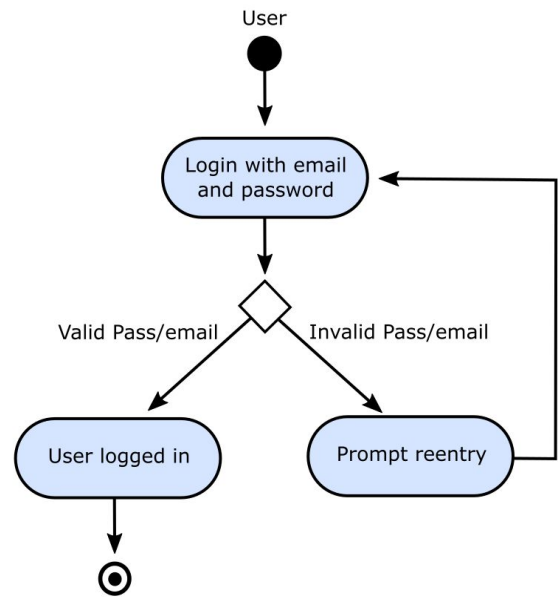 User
Login with email
and password
Valid Pass/email
Invalid Pass/email
User logged in
Prompt reentry